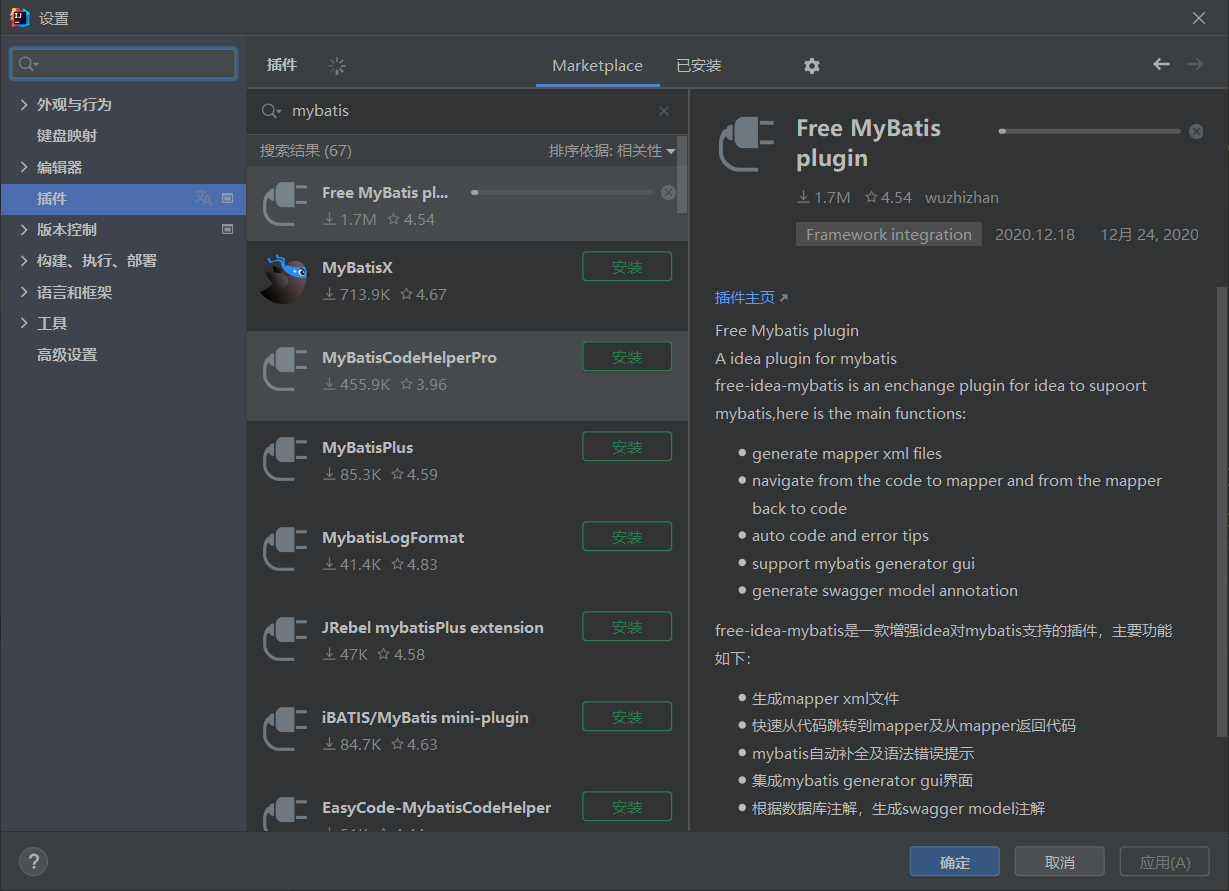 设置
插件
Marketplace
已安装
外观与行为
键盘映射
编辑器
插件
版本控制
构建、执行、部署
语言和框架
工具
高级设置
mybatis
搜索结果 (67)
排序依据: 相关性
Free MyBatis pl...
1.7M 4.54
MyBatisX
安装
713.9K 4.67
MyBatisCodeHelperPro
安装
455.9K 3.96
MyBatisPlus
安装
85.3K 4.59
MybatisLogFormat
安装
41.4K 4.83
JRebel mybatisPlus extension
安装
47K 4.58
iBATIS/MyBatis mini-plugin
安装
84.7K 4.63
EasyCode-MybatisCodeHelper
安装
Free MyBatis
plugin
1.7M 4.54 wuzhizhan
Framework integration 2020.12.18 12月 24, 2020
插件主页
Free Mybatis plugin
A idea plugin for mybatis
free-idea-mybatis is an enchange plugin for idea to supoort
mybatis,here is the main functions:
generate mapper xml files
navigate from the code to mapper and from the mapper
back to code
auto code and error tips
support mybatis generator gui
generate swagger model annotation
free-idea-mybatis是一款增强idea对mybatis支持的插件，主要功能
如下：
生成mapper xml文件
快速从代码跳转到mapper及从mapper返回代码
mybatis自动补全及语法错误提示
集成mybatis generator gui界面
根据数据库注解，生成swagger model注解
?
确定
取消
应用(A)